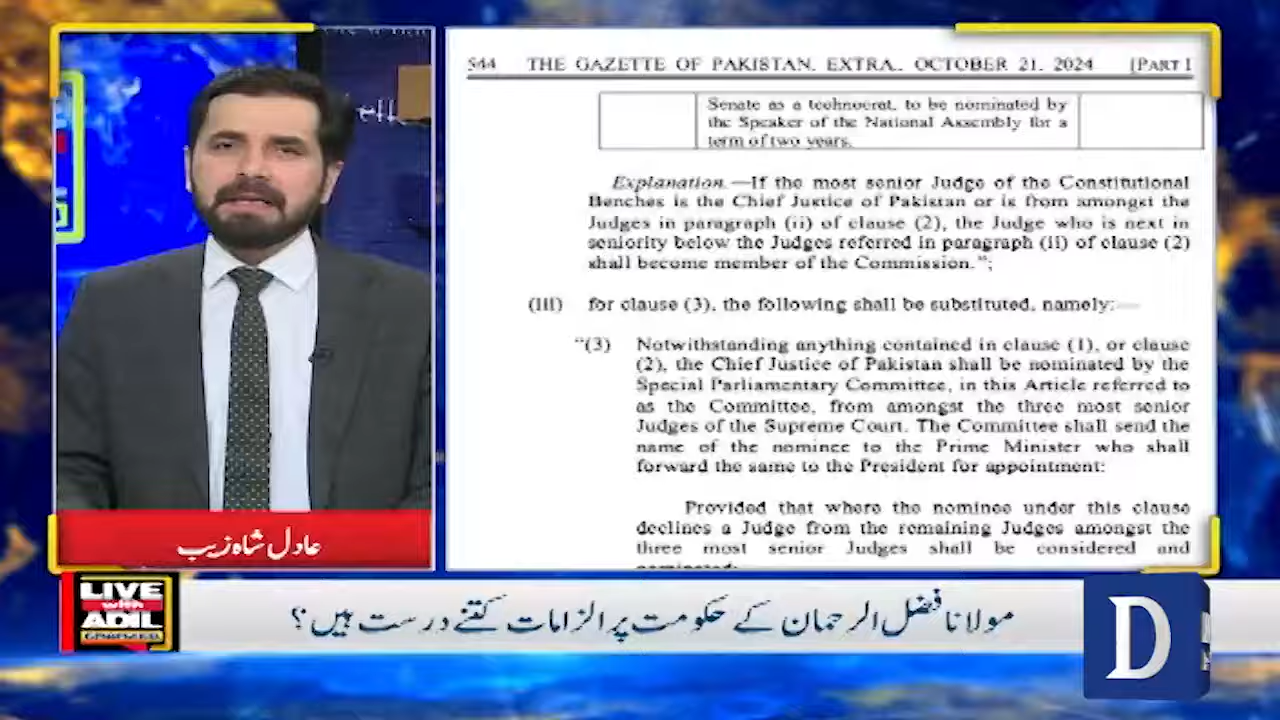 544 THE GAZETTE OF PAKISTAN, EXTRA., OCTOBER 21, 2024 [PART I
Senate as a technocrat, to be nominated by
the Speaker of the National Assembly for a
term of two years.
Explanation.—If the most senior Judge of the Constitutional
Benches is the Chief Justice of Pakistan or is from amongst the
Judges in paragraph (ii) of clause (2), the Judge who is next in
seniority below the Judges referred in paragraph (ii) of clause (2)
shall become member of the Commission.";
(iii) for clause (3), the following shall be substituted, namely:—
"(3) Notwithstanding anything contained in clause (1), or clause
(2), the Chief Justice of Pakistan shall be nominated by the
Special Parliamentary Committee, in this Article referred to
as the Committee, from amongst the three most senior
Judges of the Supreme Court. The Committee shall send the
name of the nominee to the Prime Minister who shall
forward the same to the President for appointment:
Provided that where the nominee under this clause
declines a Judge from the remaining Judges amongst the
three most senior Judges shall be considered and
nominated:
عادل شاہ زیب
LIVE
with
ADIL
مولانا فضل الرحمان کے حکومت پر الزامات کتنے درست ہیں؟
D